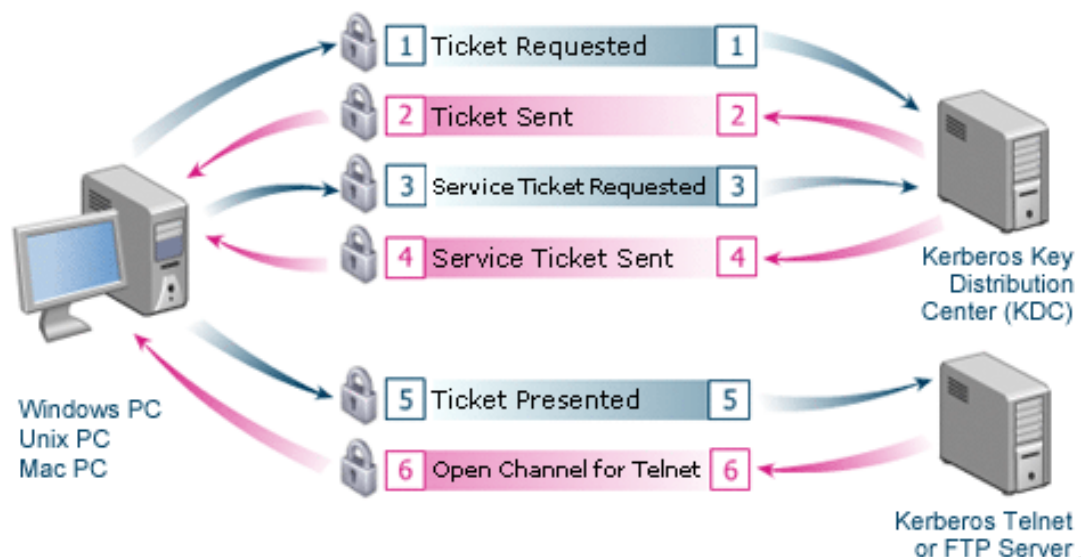 1 Ticket Requested 1
2 Ticket Sent 2
3 Service Ticket Requested 3
4 Service Ticket Sent 4
Kerberos Key
Distribution
Center (KDC)
5 Ticket Presented 5
6 Open Channel for Telnet 6
Windows PC
Unix PC
Mac PC
Kerberos Telnet
or FTP Server